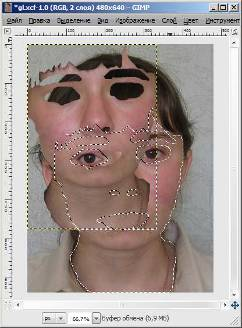 *gl.xcf-1.0 (RGB, 2 слоя) 480x640 – GIMP
Файл Правка Выделение Вид Изображение Слой Цвет Инструменты
px 66.7% Буфер обмена (5,9 МБ)